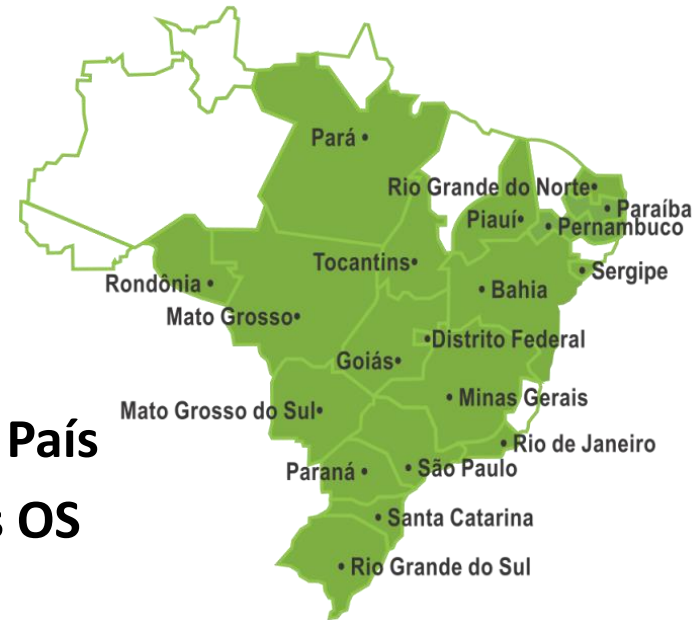 Pará
Rio Grande do Norte
Paraíba
Piauí
Pernambuco
Tocantins
Sergipe
Rondônia
Bahia
Mato Grosso
Distrito Federal
Goiás
Minas Gerais
Mato Grosso do Sul
País
Rio de Janeiro
Paraná
São Paulo
s OS
Santa Catarina
Rio Grande do Sul